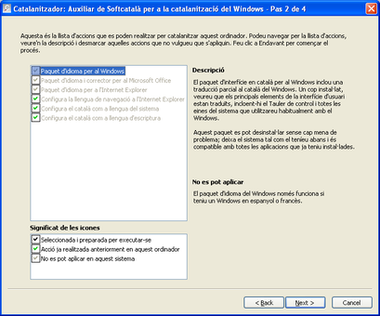 Catalanitzador: Auxiliar de Softcatalà per a la catalanització del Windows - Pas 2 de 4
Aquesta és la llista d'accions que es poden realitzar per catalanitzar aquest ordinador. Podeu navegar per la llista d'accions,
veure'n la descripció i desmarcar aquelles accions que no vulgueu que s'apliquin. Feu clic a Endavant per començar el
procés.
Paquet d'idioma per al Windows
Paquet d'idioma i corrector per al Microsoft Office
Paquet d'idioma per a l'Internet Explorer
Configura la llengua de navegació a l'Internet Explorer
Configura el català com a llengua del sistema
Configura el català com a llengua d'escriptura
Descripció
El paquet d'interfície en català per al Windows inclou una
traducció parcial al català del Windows. Un cop instal·lat,
veureu que els principals elements de la interfície d'usuari
estan traduïts, incloent-hi el Tauler de control i totes les
eines del sistema que utilitzareu habitualment amb el
Windows.
Aquest paquet es pot desinstal·lar sense cap mena de
problema; deixa el sistema tal com el teníeu abans i és
compatible amb totes les aplicacions que ja teniu instal·lades.
No es pot aplicar
El paquet d'idioma del Windows només funciona si
teniu un Windows en espanyol o francès.
Significat de les icones
Seleccionada i preparada per executar-se
Acció ja realitzada anteriorment en aquest ordinador
No es pot aplicar en aquest sistema
< Back
Next >
Cancel